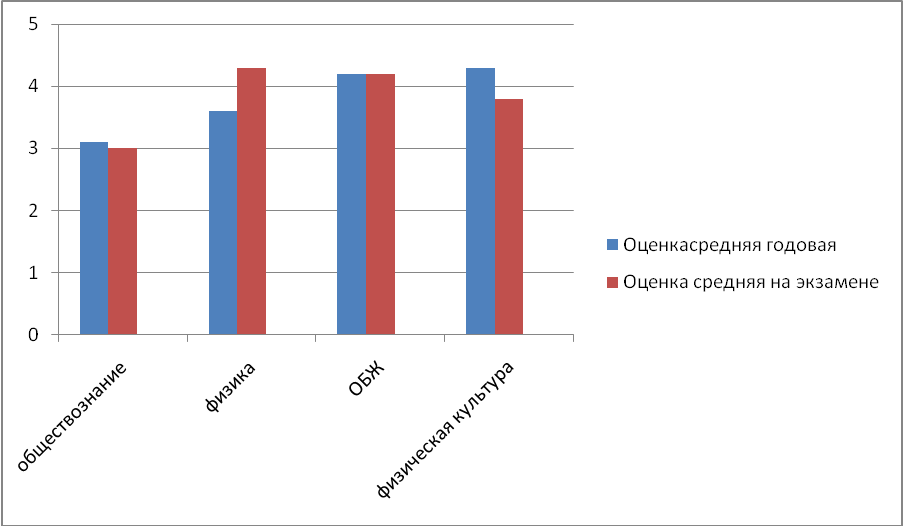 5
4
3
2
1
0
обществознание
физика
ОБЖ
физическая культура
Оценкасредняя годовая
Оценка средняя на экзамене